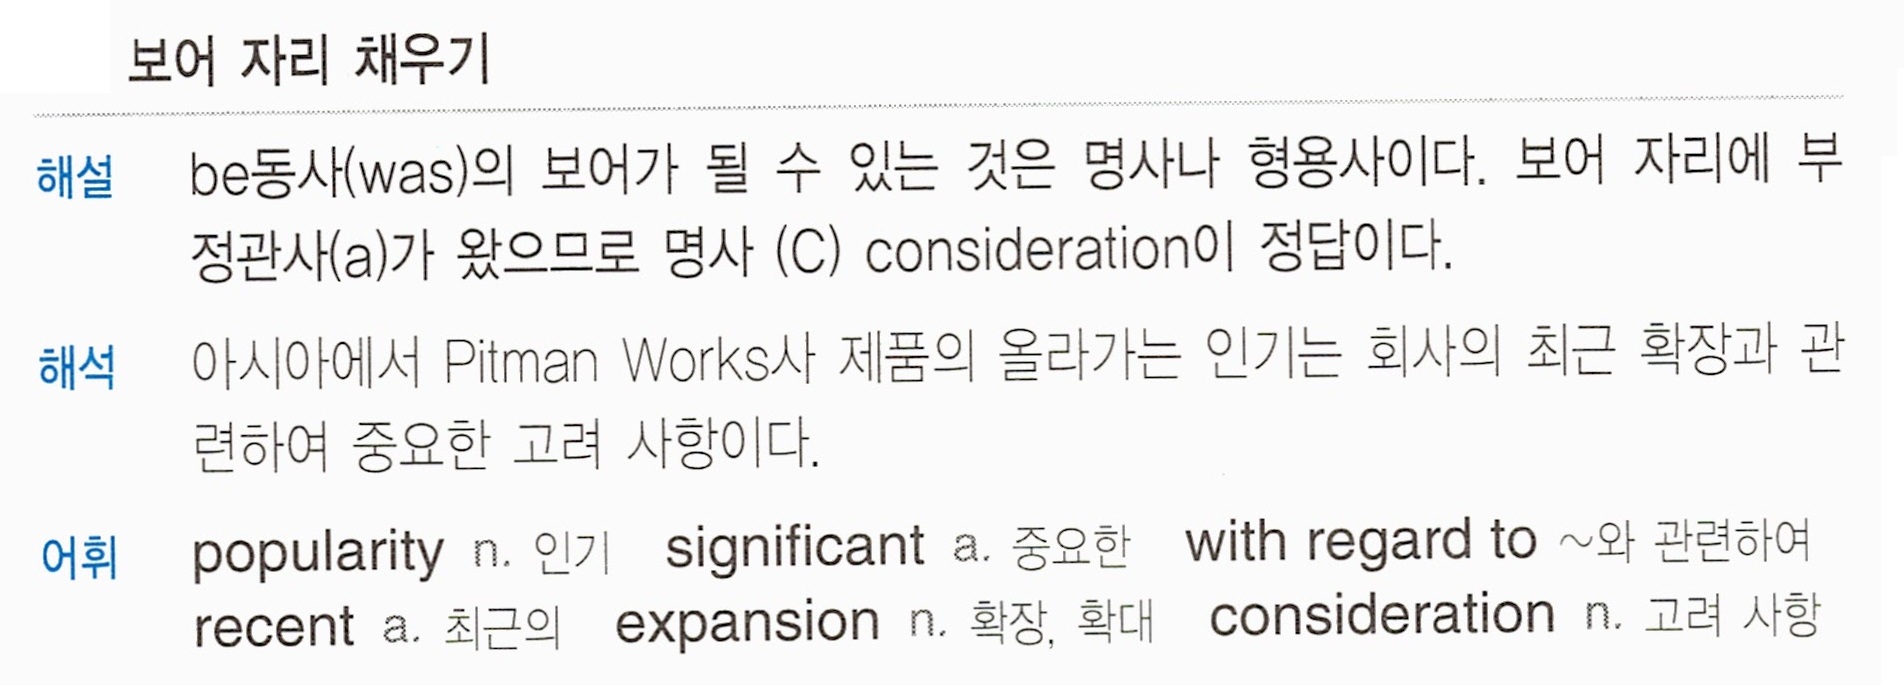 보어 자리 채우기
해설 be동사(was)의 보어가 될 수 있는 것은 명사나 형용사이다. 보어 자리에 부
정관사(a)가 왔으므로 명사 (C) consideration이 정답이다.
해석 아시아에서 Pitman Works사 제품의 올라가는 인기는 회사의 최근 확장과 관
련하여 중요한 고려 사항이다.
어휘 popularity n. 인기 significant a. 중요한 with regard to ~와 관련하여
recent a. 최근의 expansion n. 확장, 확대 consideration n. 고려 사항